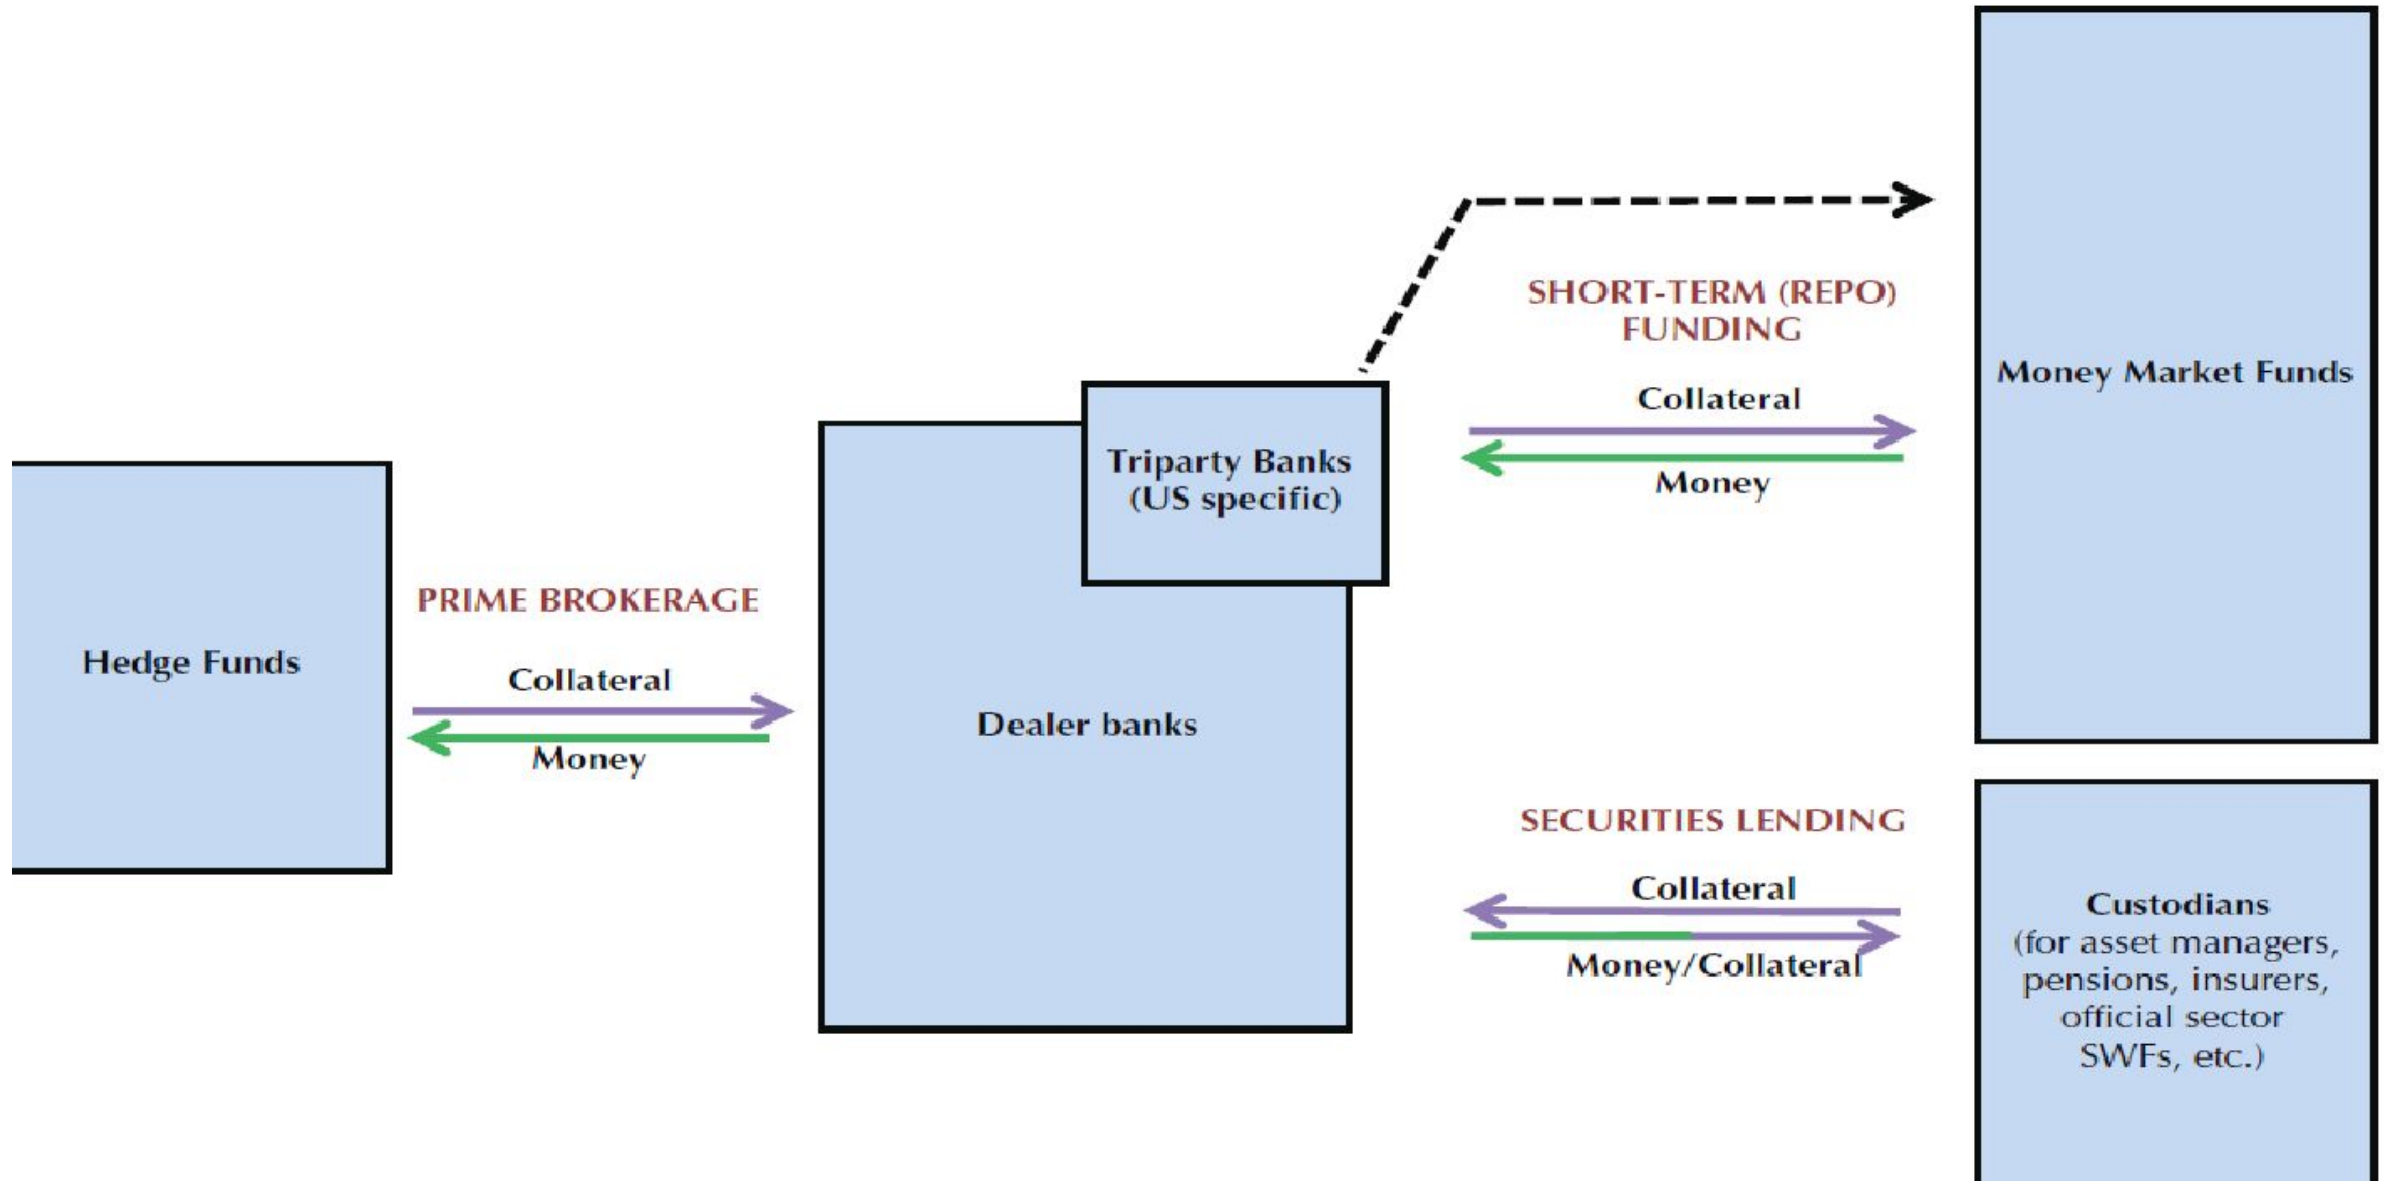 Hedge Funds
PRIME BROKERAGE
Collateral
Money
Dealer banks
Triparty Banks
(US specific)
SHORT-TERM (REPO)
FUNDING
Collateral
Money
Money Market Funds
SECURITIES LENDING
Collateral
Money/Collateral
Custodians
(for asset managers,
pensions, insurers,
official sector
SWFs, etc.)